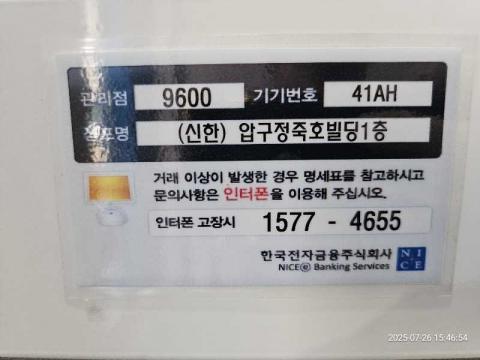 관리점 9600 기기번호 41AH
점포명 (신한) 압구정죽호빌딩1층
거래 이상이 발생한 경우 명세표를 참고하시고
문의사항은 인터폰을 이용해 주십시오.
인터폰 고장시 1577 - 4655
한국전자금융주식회사
NICEⓔ Banking Services
NICE
2025-07-26 15:46:54